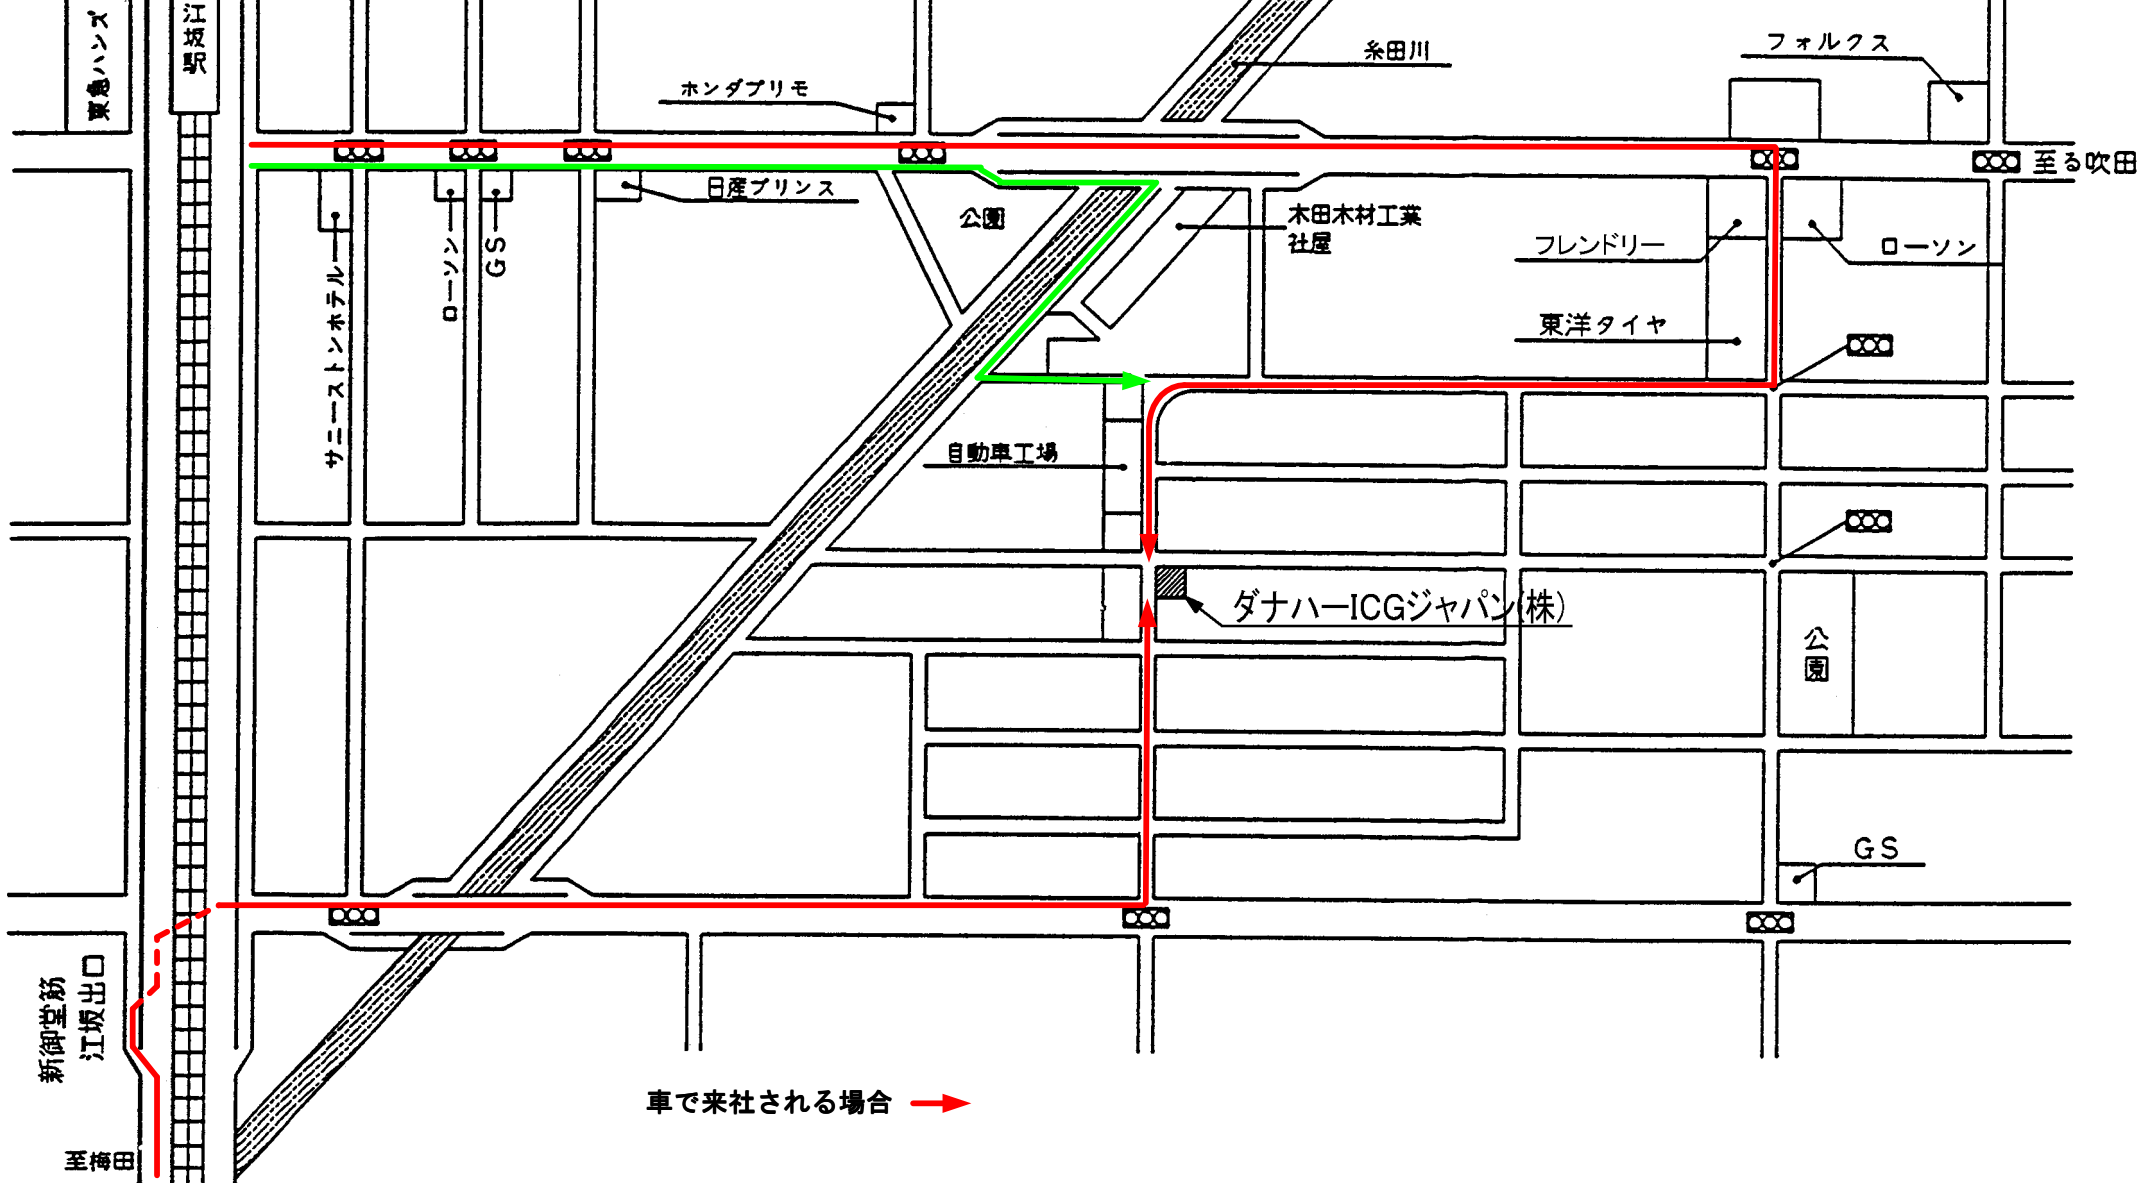 東急ハンズ
江坂駅
ホンダプリモ
糸田川
フォルクス
至る吹田
日産プリンス
公園
木田木材工業
社屋
フレンドリー
ローソン
サニーストンホテル
ローソン
GS
東洋タイヤ
自動車工場
ダナハーICGジャパン(株)
公園
GS
新御堂筋
江坂出口
至梅田
車で来社される場合